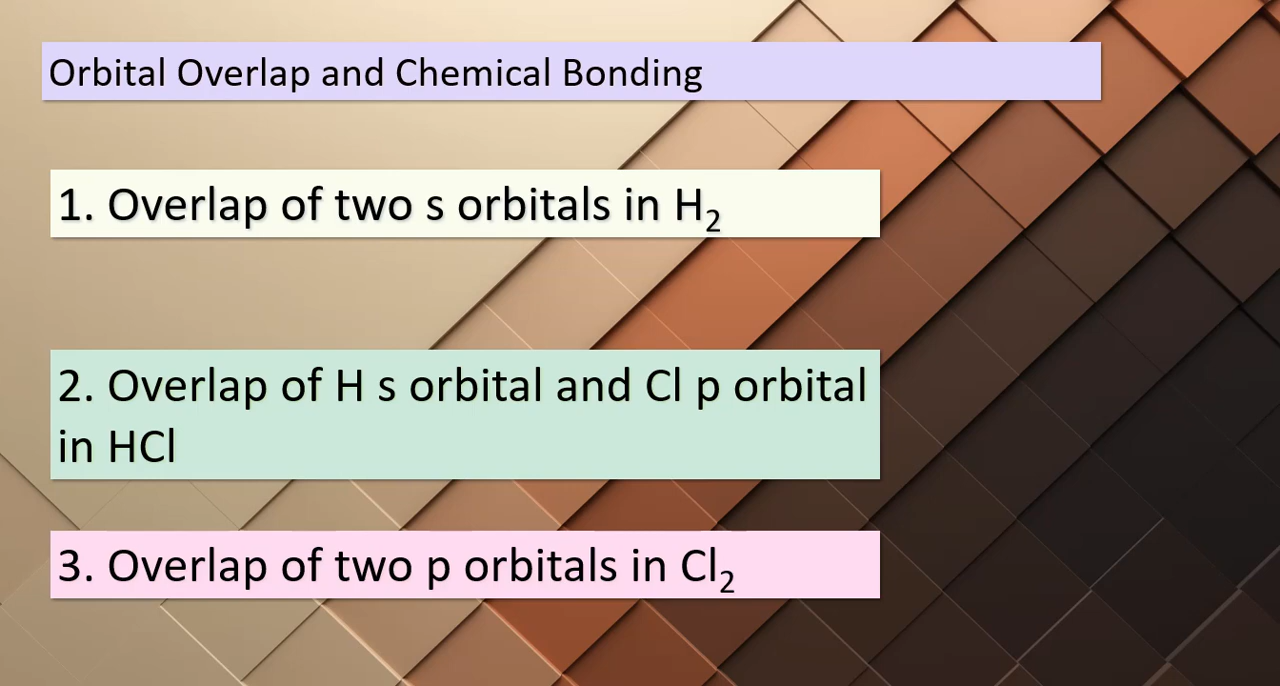 Orbital Overlap and Chemical Bonding
1. Overlap of two s orbitals in H₂
2. Overlap of H s orbital and Cl p orbital
in HCl
3. Overlap of two p orbitals in Cl₂